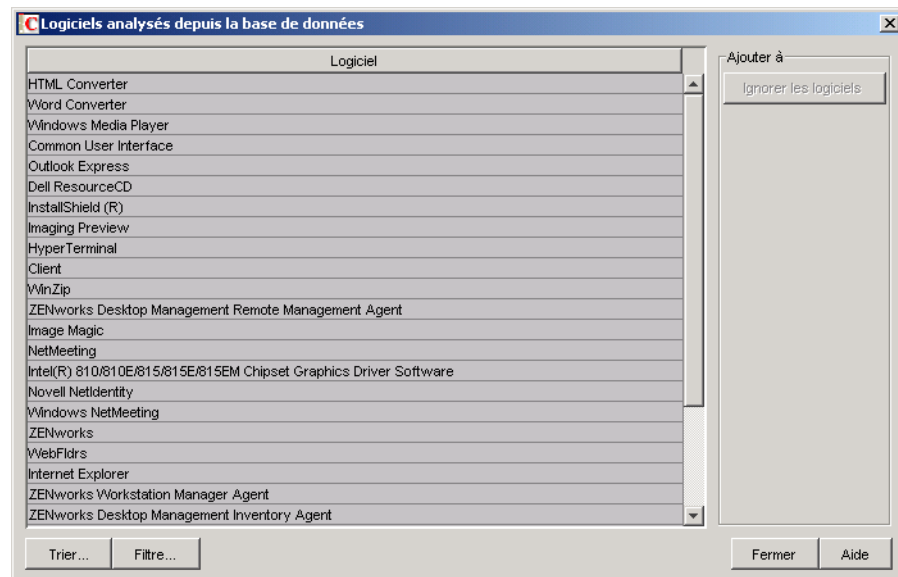 Logiciels analysés depuis la base de données
Logiciel
HTML Converter
Word Converter
Windows Media Player
Common User Interface
Outlook Express
Dell ResourceCD
InstallShield (R)
Imaging Preview
HyperTerminal
Client
WinZip
ZENworks Desktop Management Remote Management Agent
Image Magic
NetMeeting
Intel(R) 810/810E/815/815E/815EM Chipset Graphics Driver Software
Novell NetIdentity
Windows NetMeeting
ZENworks
WebFldrs
Internet Explorer
ZENworks Workstation Manager Agent
ZENworks Desktop Management Inventory Agent
Ajouter à
Ignorer les logiciels
Trier... Filtre... Fermer Aide